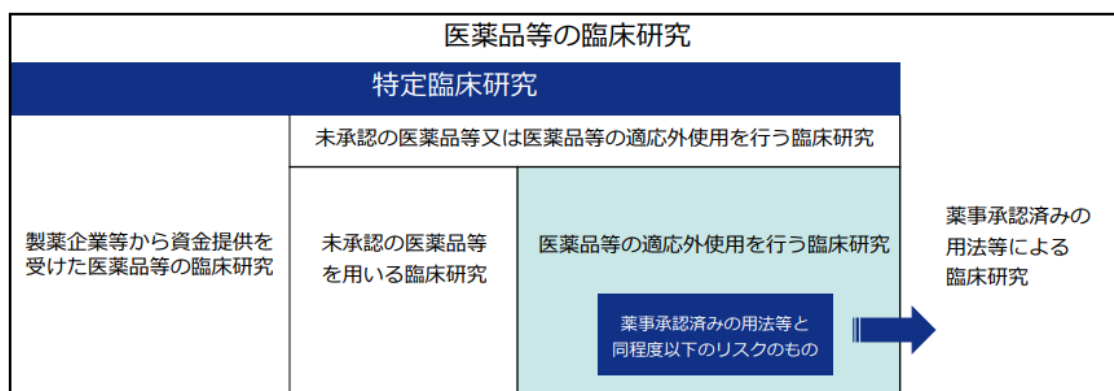 医薬品等の臨床研究
特定臨床研究
未承認の医薬品等又は医薬品等の適応外使用を行う臨床研究
製薬企業等から資金提供を
受けた医薬品等の臨床研究
未承認の医薬品等
を用いる臨床研究
医薬品等の適応外使用を行う臨床研究
薬事承認済みの用法等と
同程度以下のリスクのもの
薬事承認済みの
用法等による
臨床研究